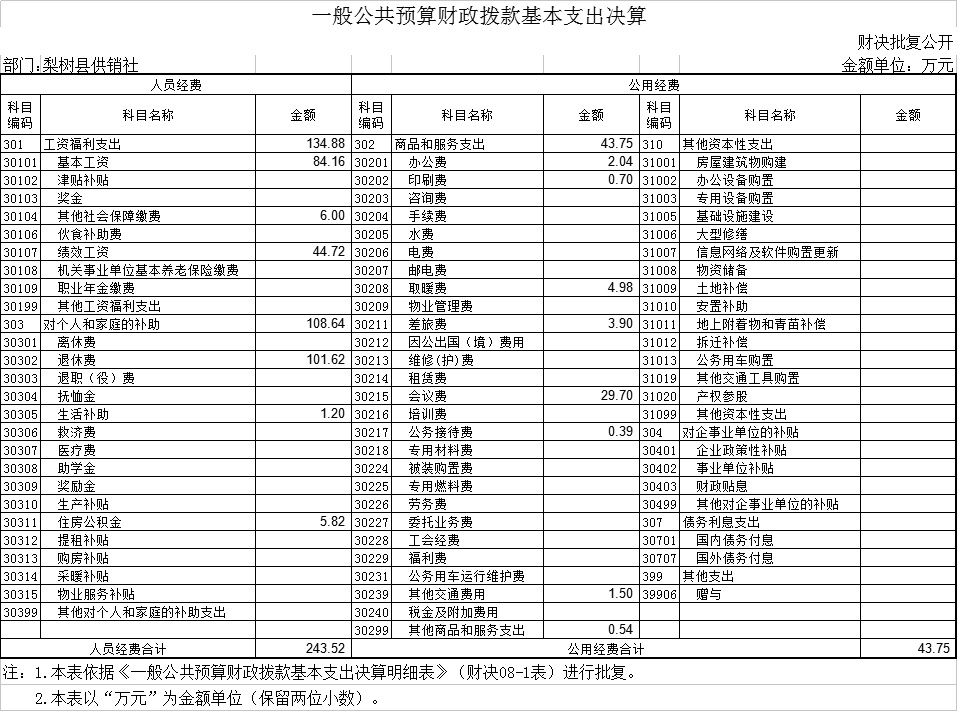 一般公共预算财政拨款基本支出决算
财决批复公开
部门:梨树县供销社 金额单位：万元
人员经费 公用经费
科目编码 科目名称 金额 科目编码 科目名称 金额 科目编码 科目名称 金额
301 工资福利支出 134.88 302 商品和服务支出 43.75 310 其他资本性支出
30101 基本工资 84.16 30201 办公费 2.04 31001 房屋建筑物购建
30102 津贴补贴 30202 印刷费 0.70 31002 办公设备购置
30103 奖金 30203 咨询费 31003 专用设备购置
30104 其他社会保障缴费 6.00 30204 手续费 31005 基础设施建设
30106 伙食补助费 30205 水费 31006 大型修缮
30107 绩效工资 44.72 30206 电费 31007 信息网络及软件购置更新
30108 机关事业单位基本养老保险缴费 30207 邮电费 31008 物资储备
30109 职业年金缴费 30208 取暖费 4.98 31009 土地补偿
30199 其他工资福利支出 30209 物业管理费 31010 安置补助
303 对个人和家庭的补助 108.64 30211 差旅费 3.90 31011 地上附着物和青苗补偿
30301 离休费 30212 因公出国（境）费用 31012 拆迁补偿
30302 退休费 101.62 30213 维修(护)费 31013 公务用车购置
30303 退职（役）费 30214 租赁费 31019 其他交通工具购置
30304 抚恤金 30215 会议费 29.70 31020 产权参股
30305 生活补助 1.20 30216 培训费 31099 其他资本性支出
30306 救济费 30217 公务接待费 0.39 304 对企事业单位的补贴
30307 医疗费 30218 专用材料费 30401 企业政策性补贴
30308 助学金 30224 被装购置费 30402 事业单位补贴
30309 奖励金 30225 专用燃料费 30403 财政贴息
30310 生产补贴 30226 劳务费 30499 其他对企事业单位的补贴
30311 住房公积金 5.82 30227 委托业务费 307 债务利息支出
30312 提租补贴 30228 工会经费 30701 国内债务付息
30313 购房补贴 30229 福利费 30707 国外债务付息
30314 采暖补贴 30231 公务用车运行维护费 399 其他支出
30315 物业服务补贴 30239 其他交通费用 1.50 39906 赠与
30399 其他对个人和家庭的补助支出 30240 税金及附加费用
30299 其他商品和服务支出 0.54
人员经费合计 243.52 公用经费合计 43.75
注：1.本表依据《一般公共预算财政拨款基本支出决算明细表》（财决08-1表）进行批复。
2.本表以“万元”为金额单位（保留两位小数）。